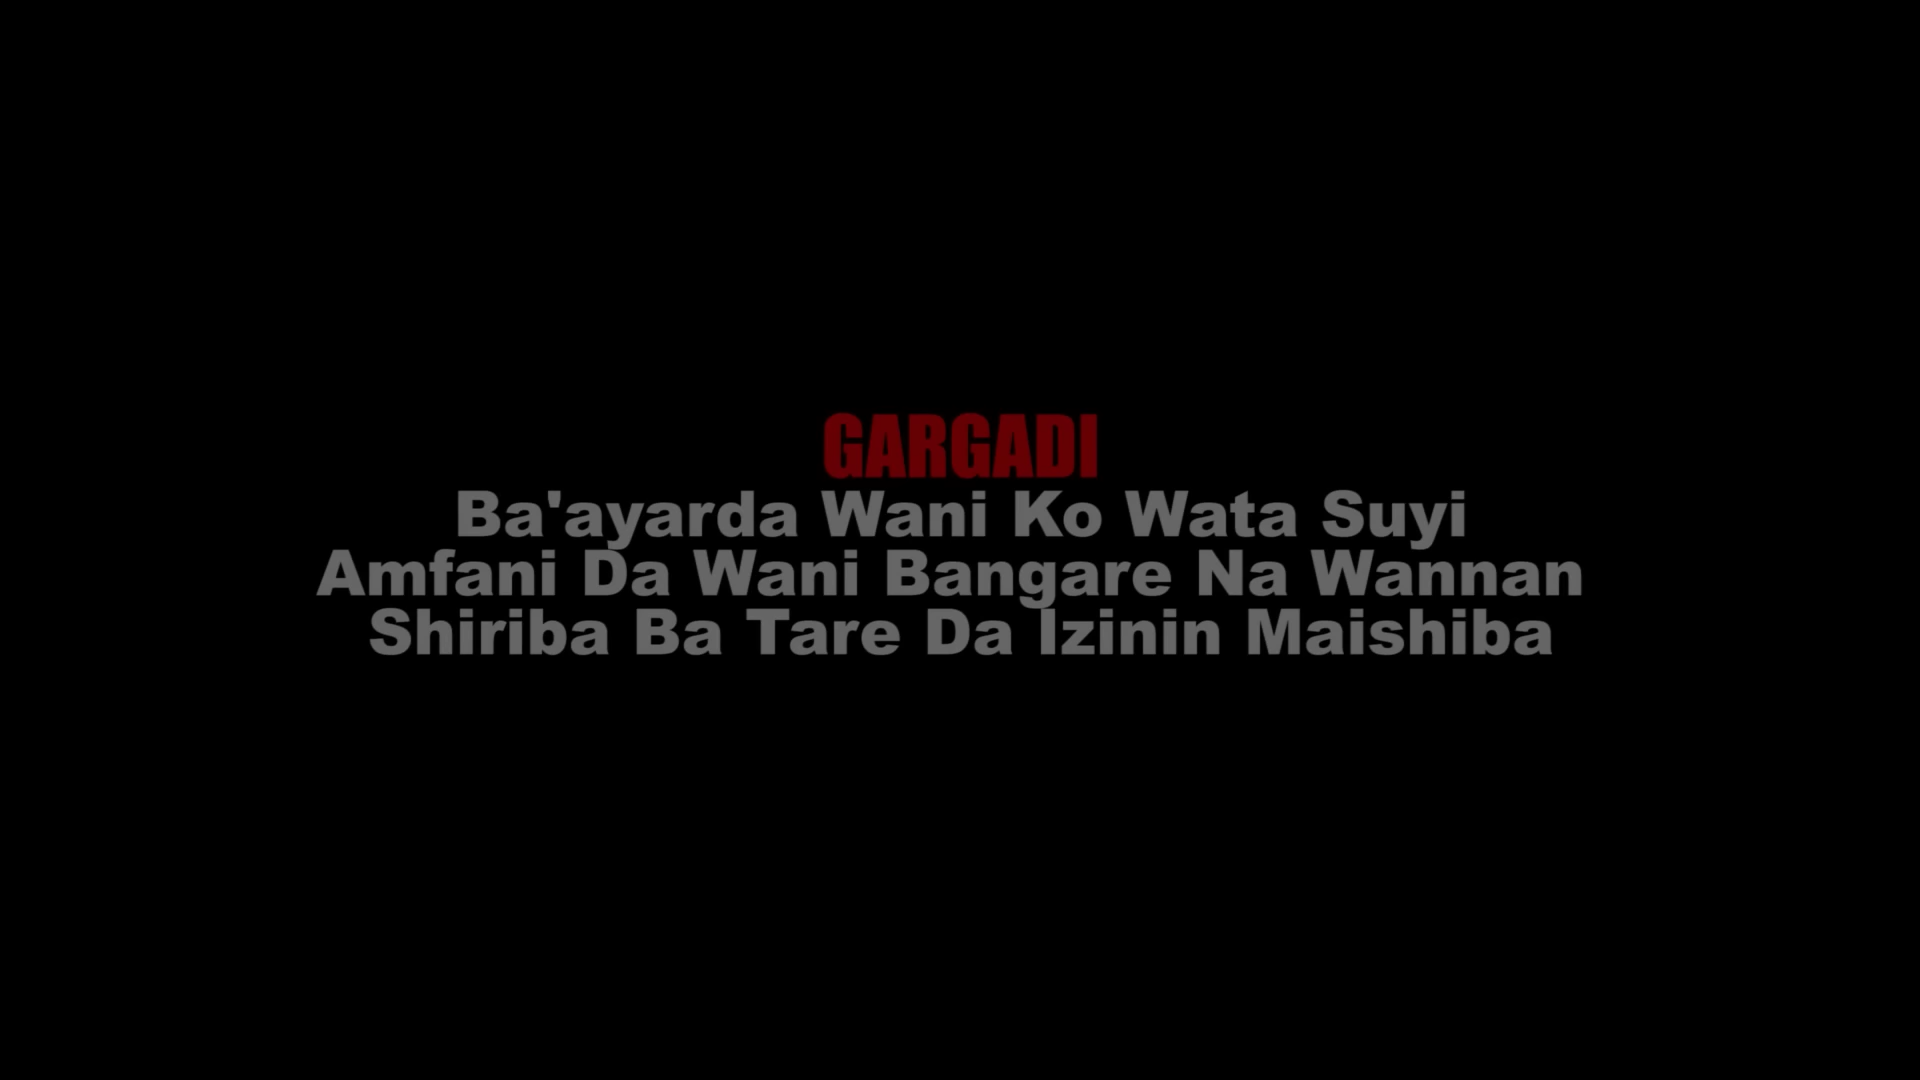 GARGADI
Ba'ayarda Wani Ko Wata Suyi
Amfani Da Wani Bangare Na Wannan
Shiriba Ba Tare Da Izinin Maishiba